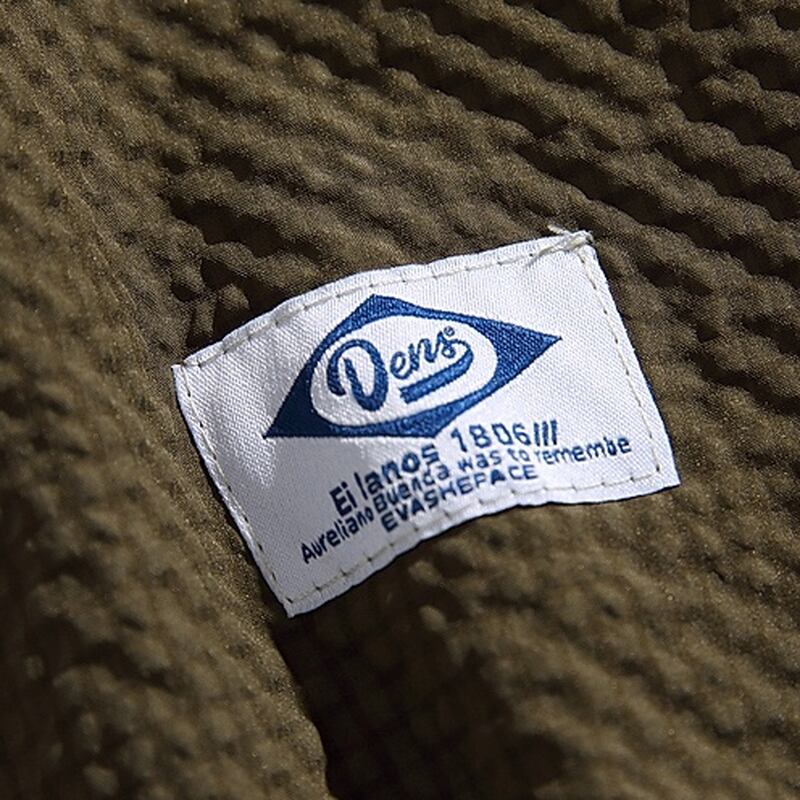 Dens
Ei lanos 1806///
Aureliano Buenda was to remembe
EVASHEPACE